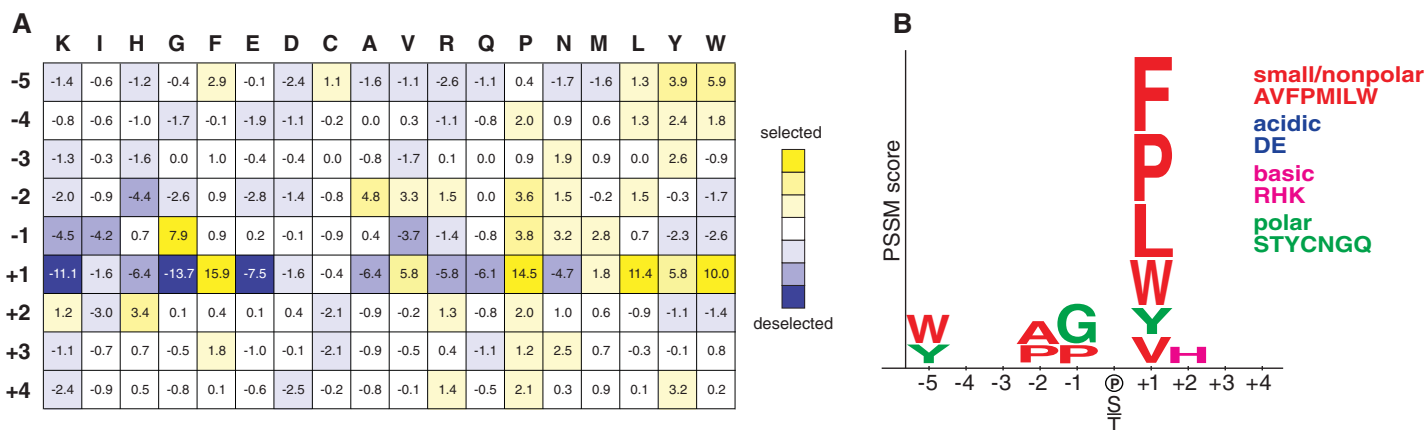 A
K I H G F E D C A V R Q P N M L Y W
-5 -1.4 -0.6 -1.2 -0.4 2.9 -0.1 -2.4 1.1 -1.6 -1.1 -2.6 -1.1 0.4 -1.7 -1.6 1.3 3.9 5.9
-4 -0.8 -0.6 -1.0 -1.7 -0.1 -1.9 -1.1 -0.2 0.0 0.3 -1.1 -0.8 2.0 0.9 0.6 1.3 2.4 1.8
-3 -1.3 -0.3 -1.6 0.0 1.0 -0.4 -0.4 0.0 -0.8 -1.7 0.1 0.0 0.9 1.9 0.9 0.0 2.6 -0.9
-2 -2.0 -0.9 -4.4 -2.6 0.9 -2.8 -1.4 -0.8 4.8 3.3 1.5 0.0 3.6 1.5 -0.2 1.5 -0.3 -1.7
-1 -4.5 -4.2 0.7 7.9 0.9 0.2 -0.1 -0.9 0.4 -3.7 -1.4 -0.8 3.8 3.2 2.8 0.7 -2.3 -2.6
+1 -11.1 -1.6 -6.4 -13.7 15.9 -7.5 -1.6 -0.4 -6.4 5.8 -5.8 -6.1 14.5 -4.7 1.8 11.4 5.8 10.0
+2 1.2 -3.0 3.4 0.1 0.4 0.1 0.4 -2.1 -0.9 -0.2 1.3 -0.8 2.0 1.0 0.6 -0.9 -1.1 -1.4
+3 -1.1 -0.7 0.7 -0.5 1.8 -1.0 -0.1 -2.1 -0.9 -0.5 0.4 -1.1 1.2 2.5 0.7 -0.3 -0.1 0.8
+4 -2.4 -0.9 0.5 -0.8 0.1 -0.6 -2.5 -0.2 -0.8 -0.1 1.4 -0.5 2.1 0.3 0.9 0.1 3.2 0.2
selected
deselected
B
PSSM score
F
P
L
W
W A G Y
Y P P V H
-5 -4 -3 -2 -1 P +1 +2 +3 +4
S
T
small/nonpolar
AVFPMILW
acidic
DE
basic
RHK
polar
STYCNGQ